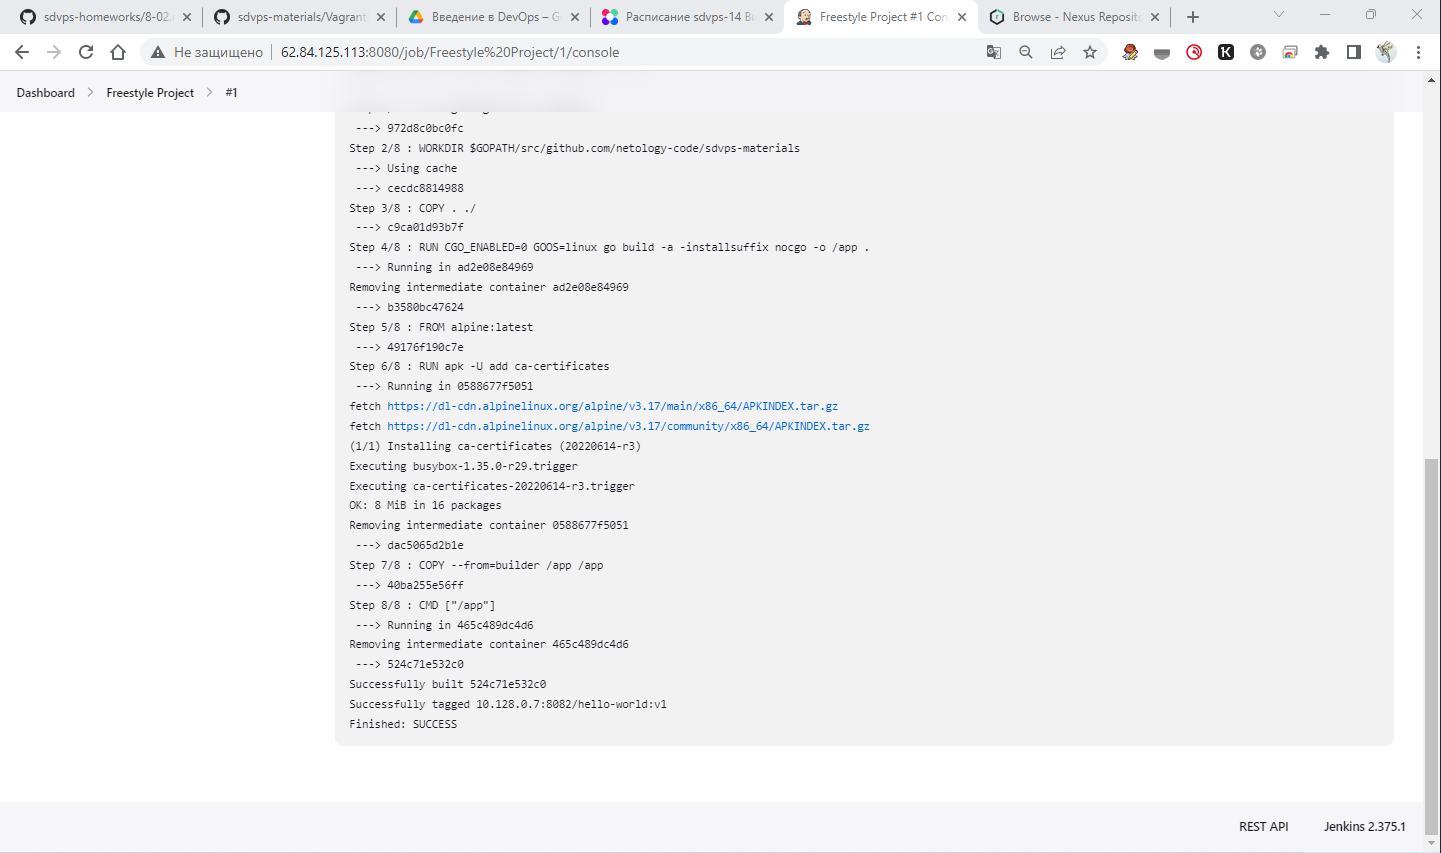 sdvps-homeworks/8-02.
sdvps-materials/Vagrant
Введение в DevOps – G
Расписание sdvps-14 В
Freestyle Project #1 Con
Browse - Nexus Reposito
Не защищено
62.84.125.113:8080/job/Freestyle%20Project/1/console
Dashboard
Freestyle Project
#1
---> 972d8c0bc0fc
Step 2/8 : WORKDIR $GOPATH/src/github.com/netology-code/sdvps-materials
---> Using cache
---> cecdc8814988
Step 3/8 : COPY . ./
---> c9ca01d93b7f
Step 4/8 : RUN CGO_ENABLED=0 GOOS=linux go build -a -installsuffix nocgo -o /app .
---> Running in ad2e08e84969
Removing intermediate container ad2e08e84969
---> b3580bc47624
Step 5/8 : FROM alpine:latest
---> 49176f190c7e
Step 6/8 : RUN apk -U add ca-certificates
---> Running in 0588677f5051
fetch https://dl-cdn.alpinelinux.org/alpine/v3.17/main/x86_64/APKINDEX.tar.gz
fetch https://dl-cdn.alpinelinux.org/alpine/v3.17/community/x86_64/APKINDEX.tar.gz
(1/1) Installing ca-certificates (20220614-r3)
Executing busybox-1.35.0-r29.trigger
Executing ca-certificates-20220614-r3.trigger
OK: 8 MiB in 16 packages
Removing intermediate container 0588677f5051
---> dac5065d2b1e
Step 7/8 : COPY --from=builder /app /app
---> 40ba255e56ff
Step 8/8 : CMD ["/app"]
---> Running in 465c489dc4d6
Removing intermediate container 465c489dc4d6
---> 524c71e532c0
Successfully built 524c71e532c0
Successfully tagged 10.128.0.7:8082/hello-world:v1
Finished: SUCCESS
REST API
Jenkins 2.375.1